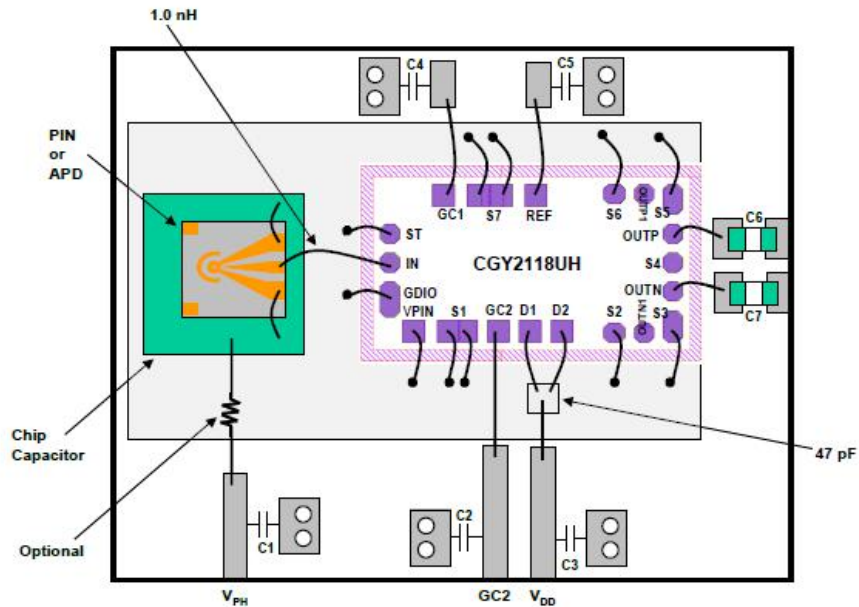 1.0 nH
C4
C5
PIN
or
APD
GC1
S7
REF
S6
OUTP1
S5
C6
ST
OUTP
IN
CGY2118UH
S4
GDIO
OUTN
VPIN
S1
GC2
D1
D2
S2
OUTN1
S3
C7
Chip
Capacitor
47 pF
Optional
C1
C2
C3
VPH
GC2
VDD